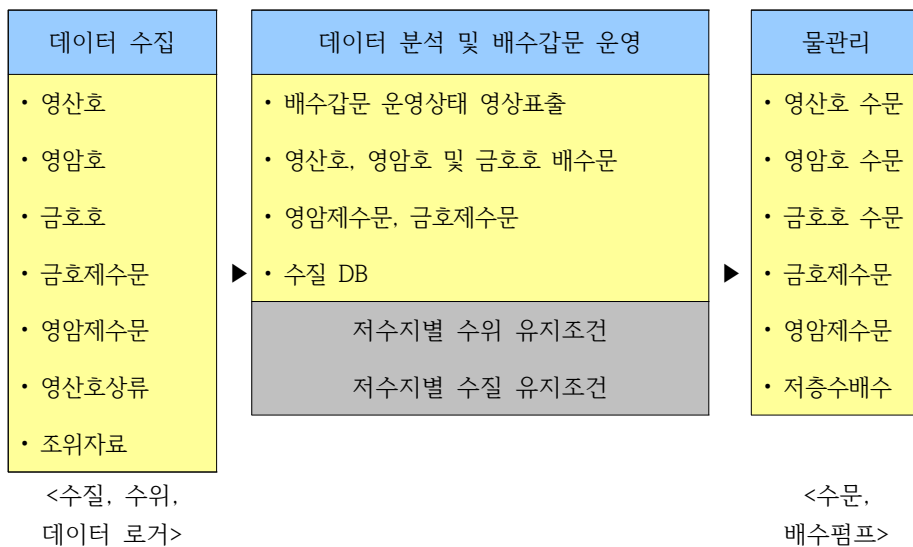 데이터 수집
• 영산호
• 영암호
• 금호호
• 금호제수문
• 영암제수문
• 영산호상류
• 조위자료
<수질, 수위,
데이터 로거>
▶
데이터 분석 및 배수갑문 운영
• 배수갑문 운영상태 영상표출
• 영산호, 영암호 및 금호호 배수문
• 영암제수문, 금호제수문
• 수질 DB
저수지별 수위 유지조건
저수지별 수질 유지조건
▶
물관리
• 영산호 수문
• 영암호 수문
• 금호호 수문
• 금호제수문
• 영암제수문
• 저층수배수
<수문,
배수펌프>